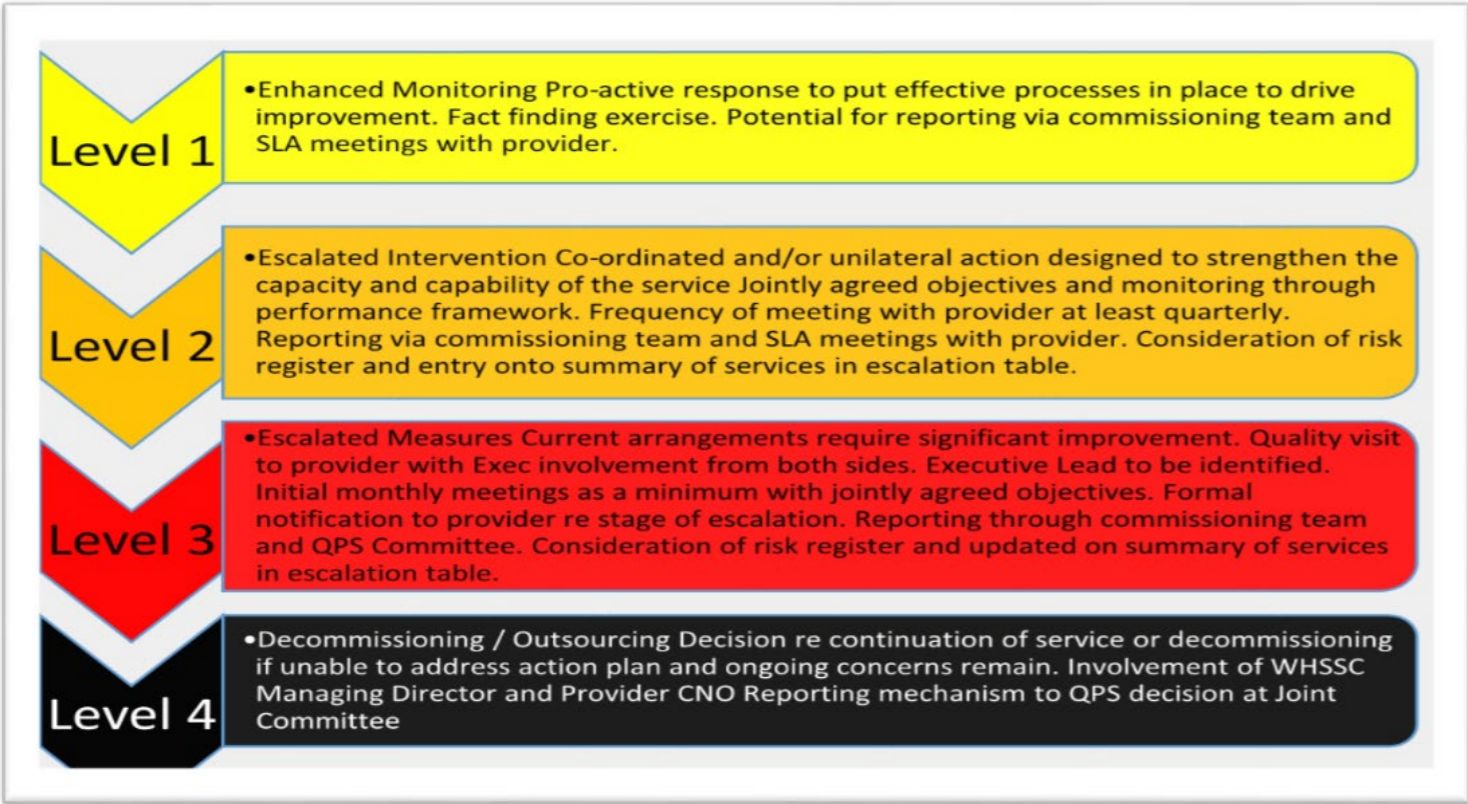 Level 1
•Enhanced Monitoring Pro-active response to put effective processes in place to drive
improvement. Fact finding exercise. Potential for reporting via commissioning team and
SLA meetings with provider.
Level 2
•Escalated Intervention Co-ordinated and/or unilateral action designed to strengthen the
capacity and capability of the service Jointly agreed objectives and monitoring through
performance framework. Frequency of meeting with provider at least quarterly.
Reporting via commissioning team and SLA meetings with provider. Consideration of risk
register and entry onto summary of services in escalation table.
Level 3
•Escalated Measures Current arrangements require significant improvement. Quality visit
to provider with Exec involvement from both sides. Executive Lead to be identified.
Initial monthly meetings as a minimum with jointly agreed objectives. Formal
notification to provider re stage of escalation. Reporting through commissioning team
and QPS Committee. Consideration of risk register and updated on summary of services
in escalation table.
Level 4
•Decommissioning / Outsourcing Decision re continuation of service or decommissioning
if unable to address action plan and ongoing concerns remain. Involvement of WHSSC
Managing Director and Provider CNO Reporting mechanism to QPS decision at Joint
Committee